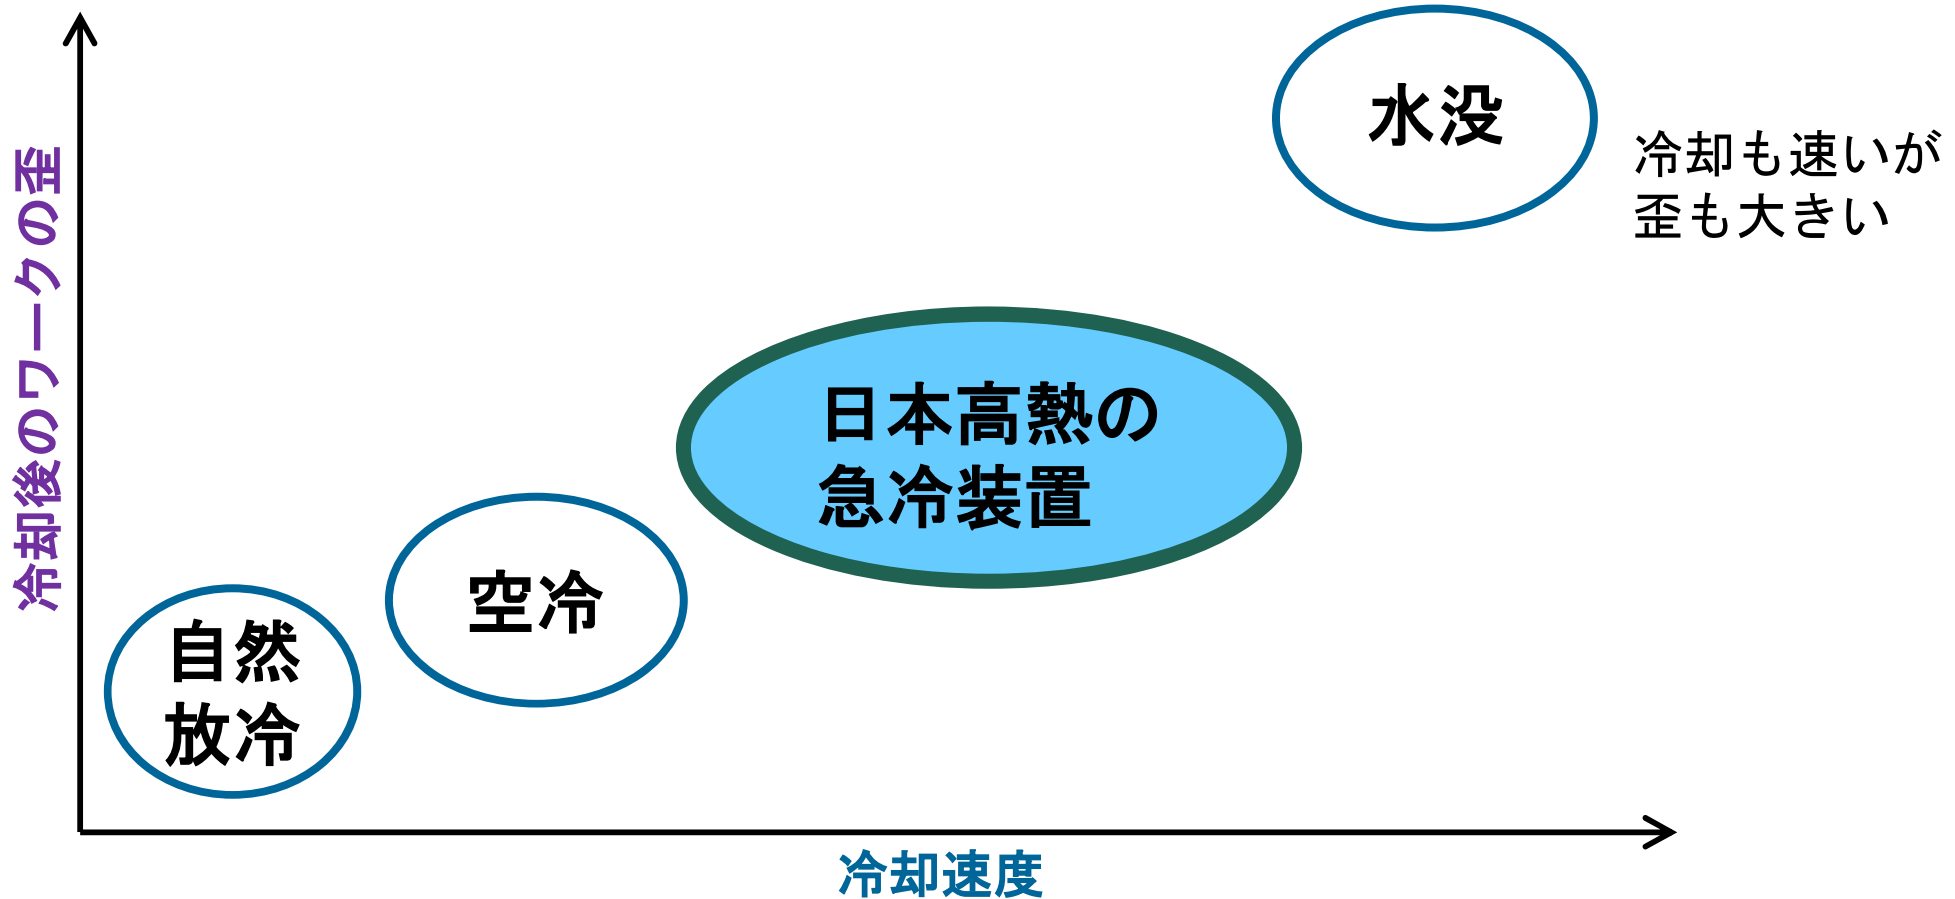 冷却後のワークの歪
水没
冷却も速いが
歪も大きい
日本高熱の
急冷装置
空冷
自然
放冷
冷却速度